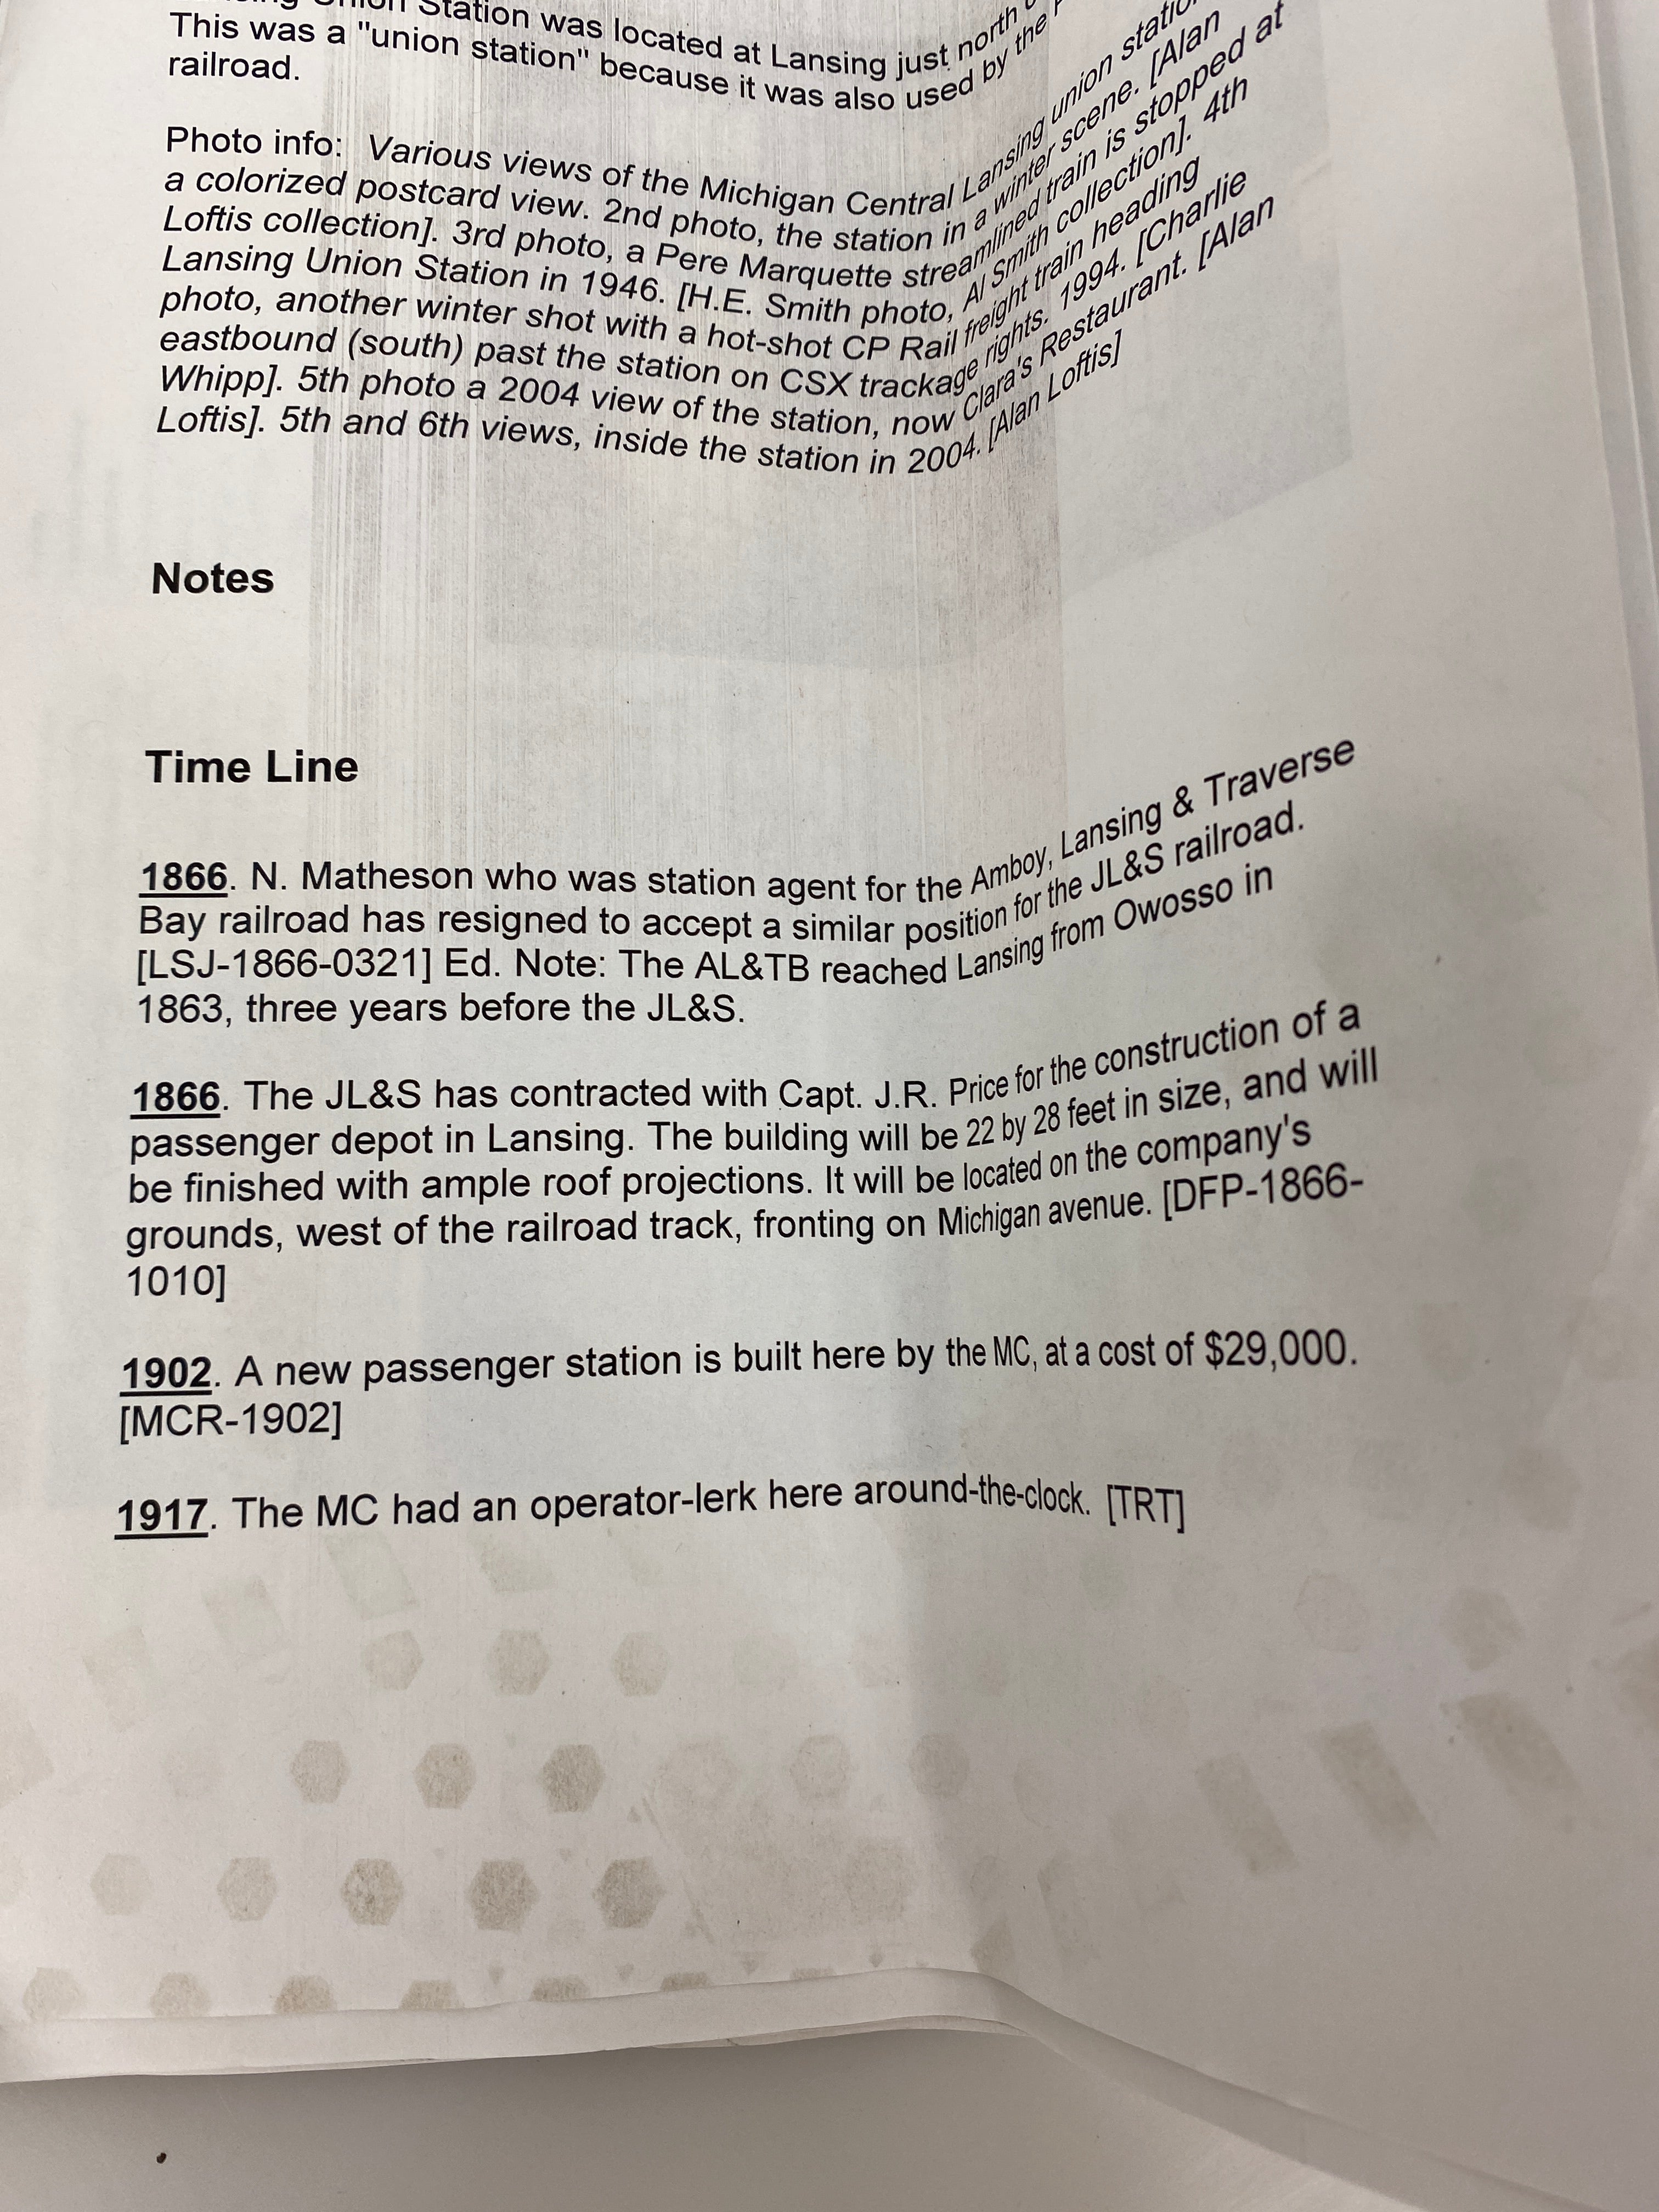 Station was located at Lansing just north
This was a "union station" because it was also used by the
railroad.
Photo info: Various views of the Michigan Central Lansing union
a colorized postcard view. 2nd photo, the station in a winter scene. [Alan
Loftis collection]. 3rd photo, a Pere Marquette streamlined train is stopped at
Lansing Union Station in 1946. [H.E. Smith photo, Al Smith collection]. 4th
photo, another winter shot with a hot-shot CP Rail freight train heading
eastbound (south) past the station on CSX trackage rights. 1994. [Charlie
Whipp]. 5th photo a 2004 view of the station, now Clara's Restaurant. [Alan
Loftis]. 5th and 6th views, inside the station in 2004. [Alan Loftis]
Notes
Time Line
1866. N. Matheson who was station agent for the Amboy, Lansing & Traverse
Bay railroad has resigned to accept a similar position for the JL&S railroad.
[LSJ-1866-0321] Ed. Note: The AL&TB reached Lansing from Owosso in
1863, three years before the JL&S.
1866. The JL&S has contracted with Capt. J.R. Price for the construction of a
passenger depot in Lansing. The building will be 22 by 28 feet in size, and will
be finished with ample roof projections. It will be located on the company's
grounds, west of the railroad track, fronting on Michigan avenue. [DFP-1866-
1010]
1902. A new passenger station is built here by the MC, at a cost of $29,000.
[MCR-1902]
1917. The MC had an operator-lerk here around-the-clock. [TRT]